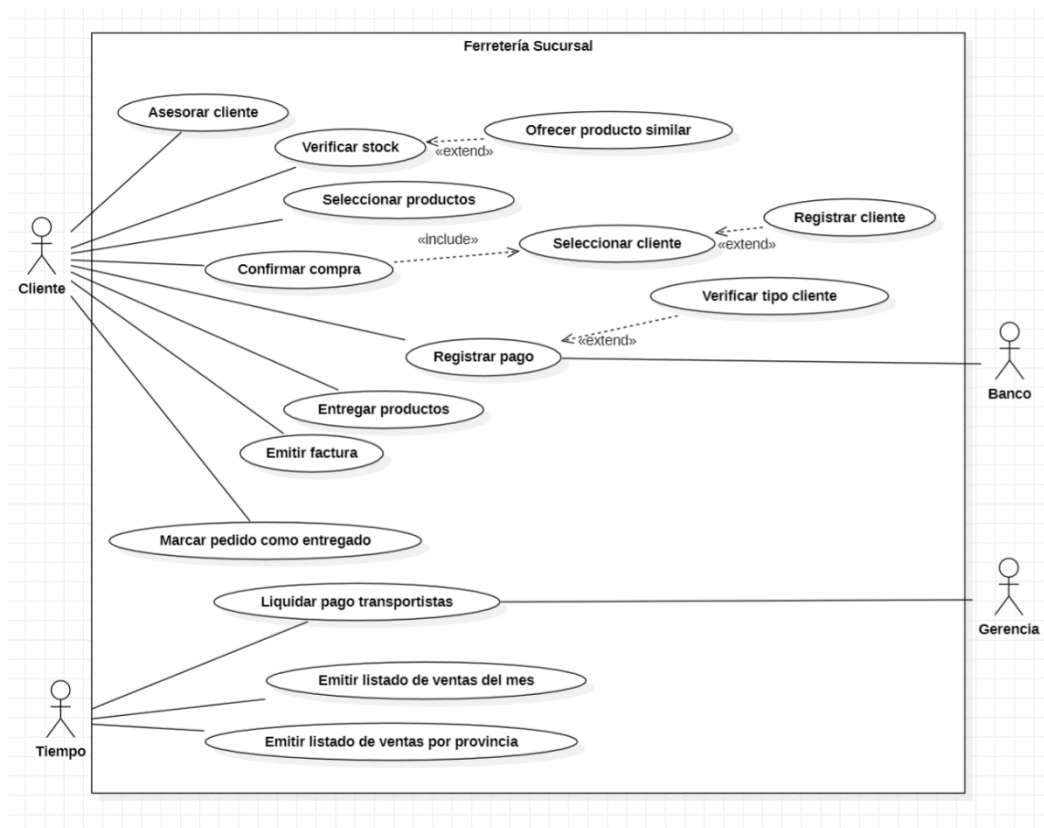 Ferretería Sucursal
Asesorar cliente
Ofrecer producto similar
Verificar stock
«extend»
Seleccionar productos
Registrar cliente
«include»
Seleccionar cliente
«extend»
Confirmar compra
Cliente
Verificar tipo cliente
«extend»
Registrar pago
Banco
Entregar productos
Emitir factura
Marcar pedido como entregado
Liquidar pago transportistas
Gerencia
Emitir listado de ventas del mes
Emitir listado de ventas por provincia
Tiempo